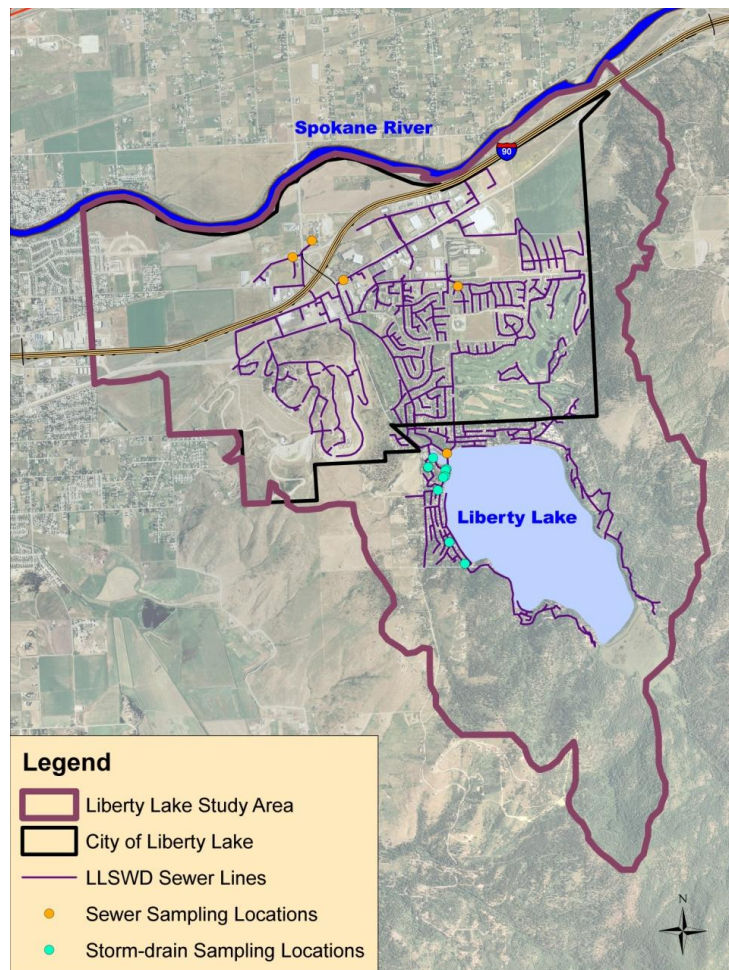 Spokane River
90
Liberty Lake
Legend
Liberty Lake Study Area
City of Liberty Lake
LLSWD Sewer Lines
Sewer Sampling Locations
Storm-drain Sampling Locations
N